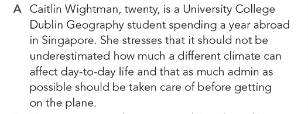 A Caitlin Wightman, twenty, is a University College
Dublin Geography student spending a year abroad
in Singapore. She stresses that it should not be
underestimated how much a different climate can
affect day-to-day life and that as much admin as
possible should be taken care of before getting
on the plane.